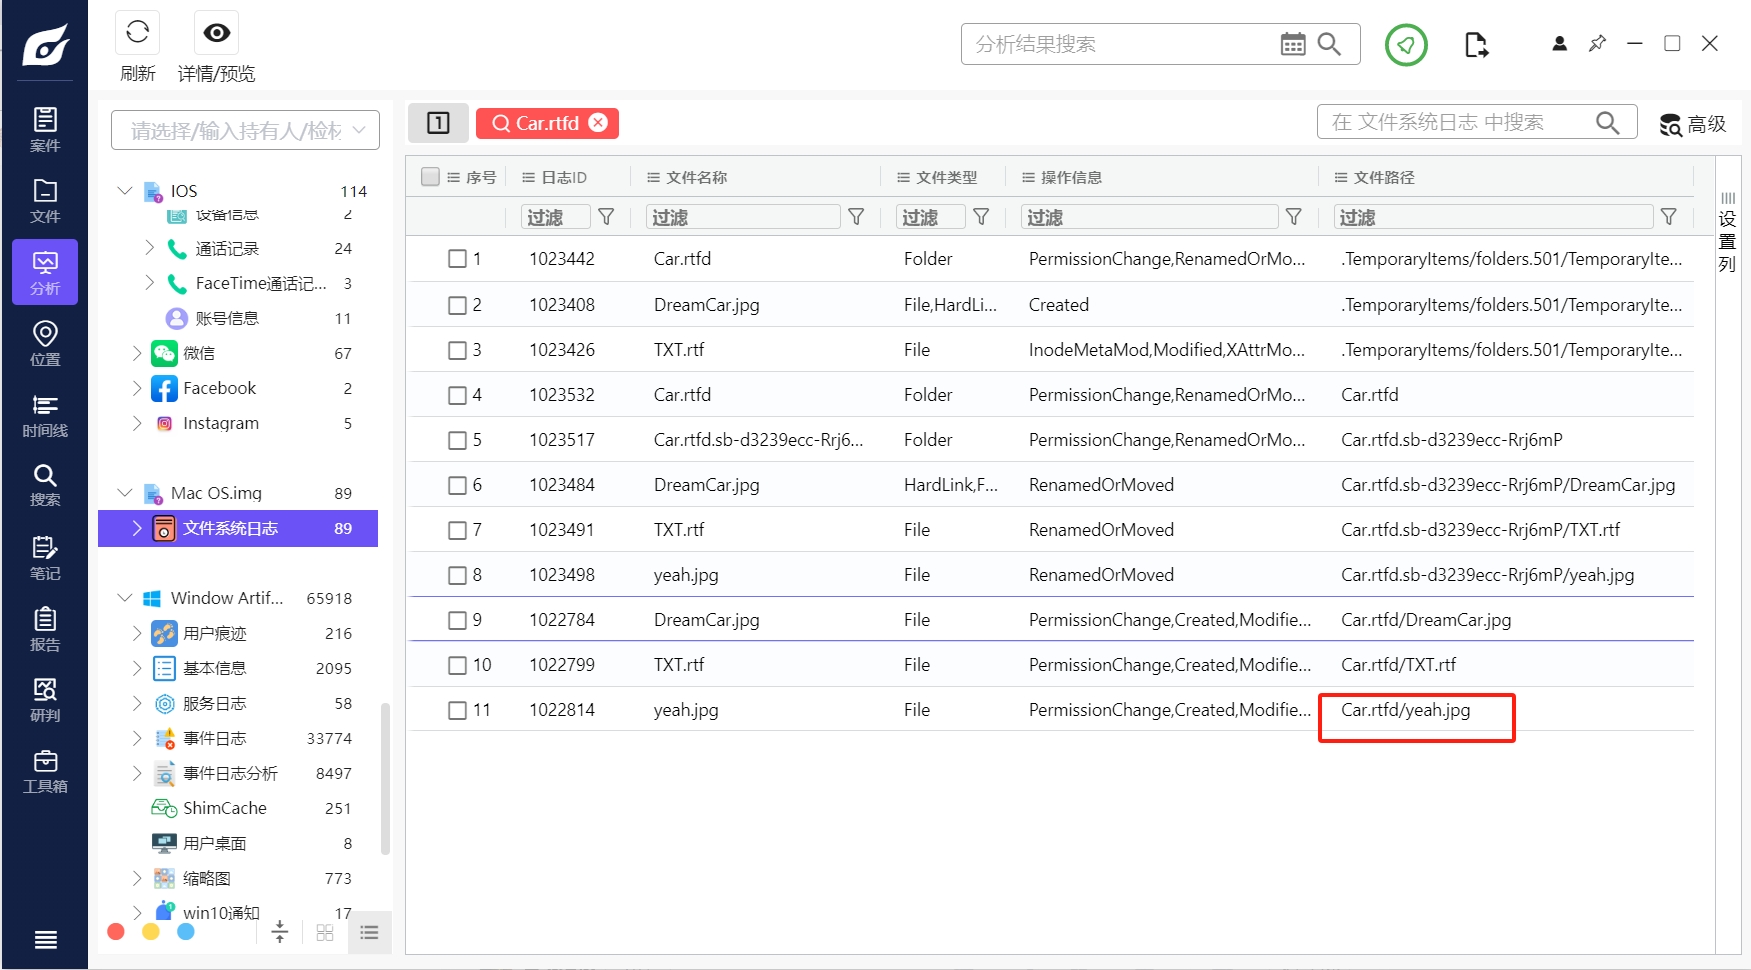 刷新
详情/预览
分析结果搜索
案件
文件
分析
位置
时间线
搜索
笔记
报告
研判
工具箱
请选择/输入持有人/检材
IOS 114
设备信息 2
通话记录 24
FaceTime通话记... 3
账号信息 11
微信 67
Facebook 2
Instagram 5
Mac OS.img 89
文件系统日志 89
Window Artif... 65918
用户痕迹 216
基本信息 2095
服务日志 58
事件日志 33774
事件日志分析 8497
ShimCache 251
用户桌面 8
缩略图 773
win10通知 17
1 Car.rtfd
在 文件系统日志 中搜索
高级
序号 日志ID 文件名称 文件类型 操作信息 文件路径
过滤 过滤 过滤 过滤 过滤
1 1023442 Car.rtfd Folder PermissionChange,RenamedOrMo... .TemporaryItems/folders.501/TemporaryIte...
2 1023408 DreamCar.jpg File,HardLi... Created .TemporaryItems/folders.501/TemporaryIte...
3 1023426 TXT.rtf File InodeMetaMod,Modified,XAttrMo... .TemporaryItems/folders.501/TemporaryIte...
4 1023532 Car.rtfd Folder PermissionChange,RenamedOrMo... Car.rtfd
5 1023517 Car.rtfd.sb-d3239ecc-Rrj6... Folder PermissionChange,RenamedOrMo... Car.rtfd.sb-d3239ecc-Rrj6mP
6 1023484 DreamCar.jpg HardLink,F... RenamedOrMoved Car.rtfd.sb-d3239ecc-Rrj6mP/DreamCar.jpg
7 1023491 TXT.rtf File RenamedOrMoved Car.rtfd.sb-d3239ecc-Rrj6mP/TXT.rtf
8 1023498 yeah.jpg File RenamedOrMoved Car.rtfd.sb-d3239ecc-Rrj6mP/yeah.jpg
9 1022784 DreamCar.jpg File PermissionChange,Created,Modifie... Car.rtfd/DreamCar.jpg
10 1022799 TXT.rtf File PermissionChange,Created,Modifie... Car.rtfd/TXT.rtf
11 1022814 yeah.jpg File PermissionChange,Created,Modifie... Car.rtfd/yeah.jpg
设置列